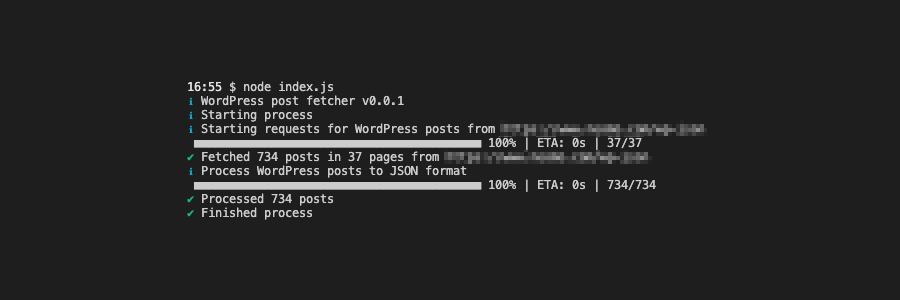 16:55 $ node index.js
ℹ WordPress post fetcher v0.0.1
ℹ Starting process
ℹ Starting requests for WordPress posts from
100% | ETA: 0s | 37/37
✔ Fetched 734 posts in 37 pages from
ℹ Process WordPress posts to JSON format
100% | ETA: 0s | 734/734
✔ Processed 734 posts
✔ Finished process